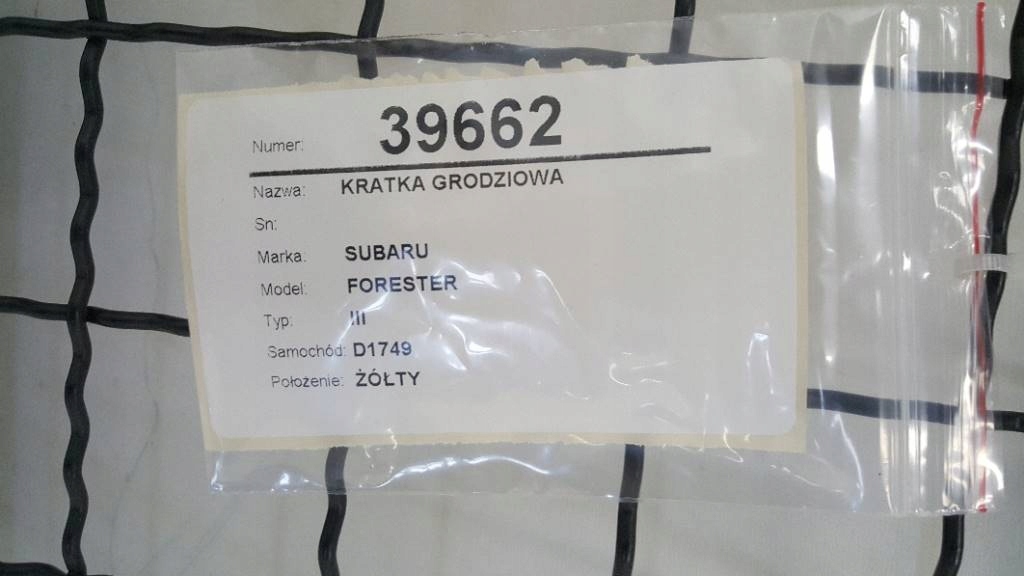 Numer: 39662
Nazwa: KRATKA GRODZIOWA
Sn:
Marka: SUBARU
Model: FORESTER
Typ: III
Samochód: D1749
Położenie: ŻÓŁTY